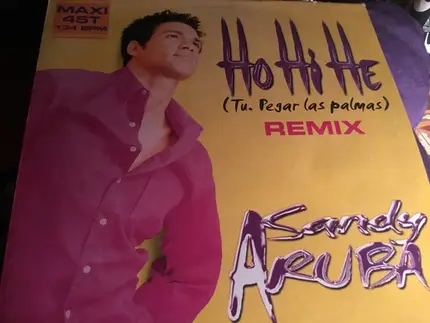 MAXI
45T
134 BPM
Ho Hi He
(Tu. Pegar las palmas)
REMIX
Sandy
ARUBA